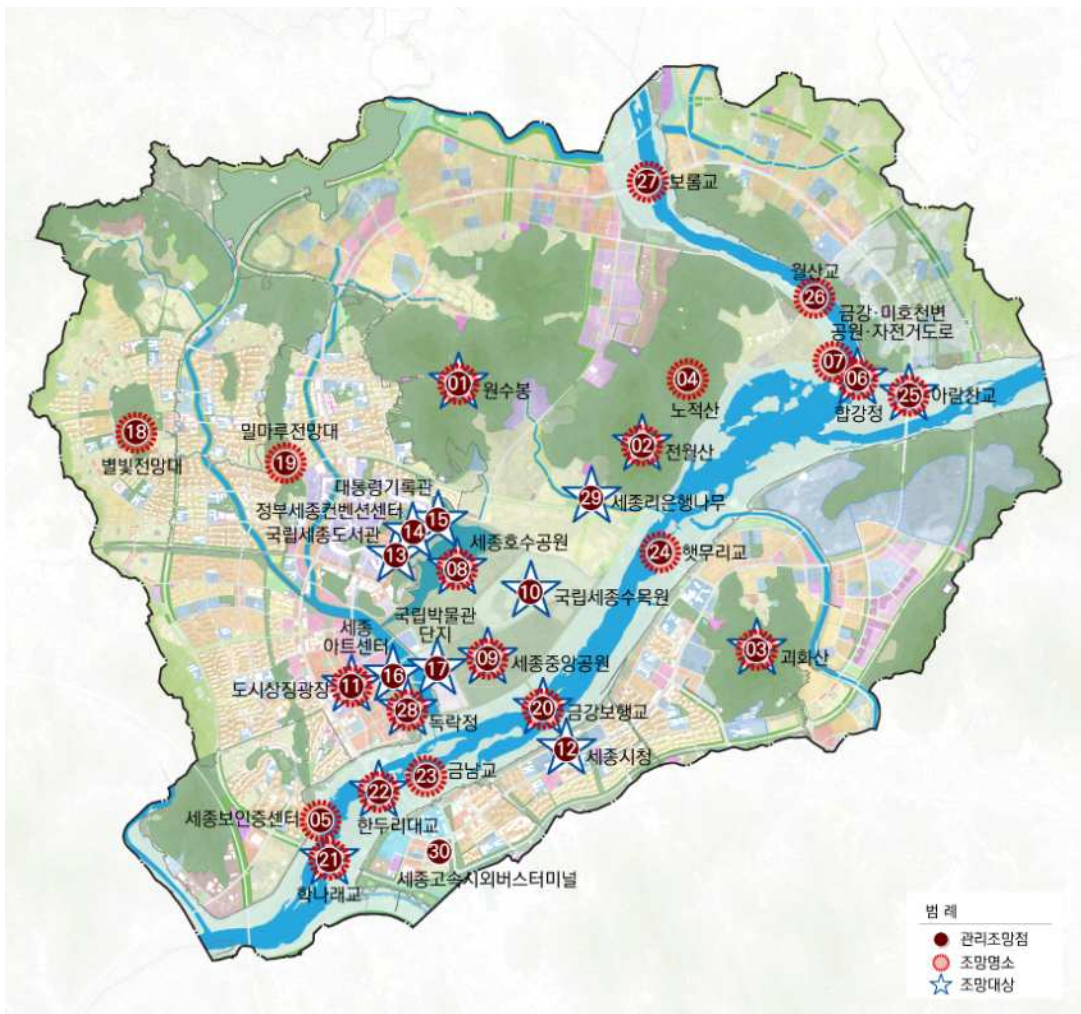 27 보롬교
월산교
26
금강·미호천변
공원·자전거도로
07
06
합강정
25 아람찬교
01 원수봉
04
노적산
02 전월산
18
별빛전망대
밀마루전망대
19
대통령기록관
15
정부세종컨벤션센터
14
국립세종도서관
13
세종호수공원
08
29 세종리은행나무
24 햇무리교
10 국립세종수목원
국립박물관
단지
17
세종
아트센터
16
09 세종중앙공원
03 괴화산
도시상징광장 11
28 독락정
20 금강보행교
12 세종시청
23 금남교
22
한두리대교
세종보인증센터 05
21
학나래교
30
세종고속시외버스터미널
범 례
관리조망점
조망명소
조망대상